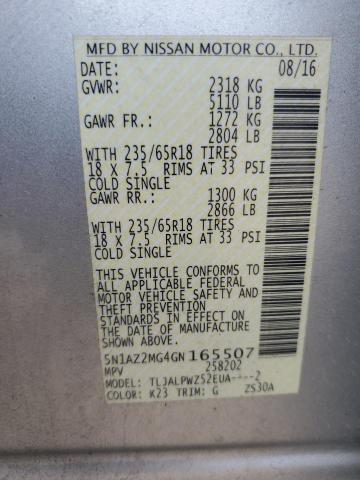 MFD BY NISSAN MOTOR CO., LTD.
DATE: 08/16
GVWR: 2318 KG
5110 LB
GAWR FR.: 1272 KG
2804 LB
WITH 235/65R18 TIRES
18 X 7.5 RIMS AT 33 PSI
COLD SINGLE
GAWR RR.: 1300 KG
2866 LB
WITH 235/65R18 TIRES
18 X 7.5 RIMS AT 33 PSI
COLD SINGLE
THIS VEHICLE CONFORMS TO
ALL APPLICABLE FEDERAL
MOTOR VEHICLE SAFETY AND
THEFT PREVENTION
STANDARDS IN EFFECT ON
THE DATE OF MANUFACTURE
SHOWN ABOVE.
5N1AZ2MG4GN165507
MPV 258202
MODEL: TLJALPWZ52EUA----2
COLOR: K23 TRIM: G ZS30A